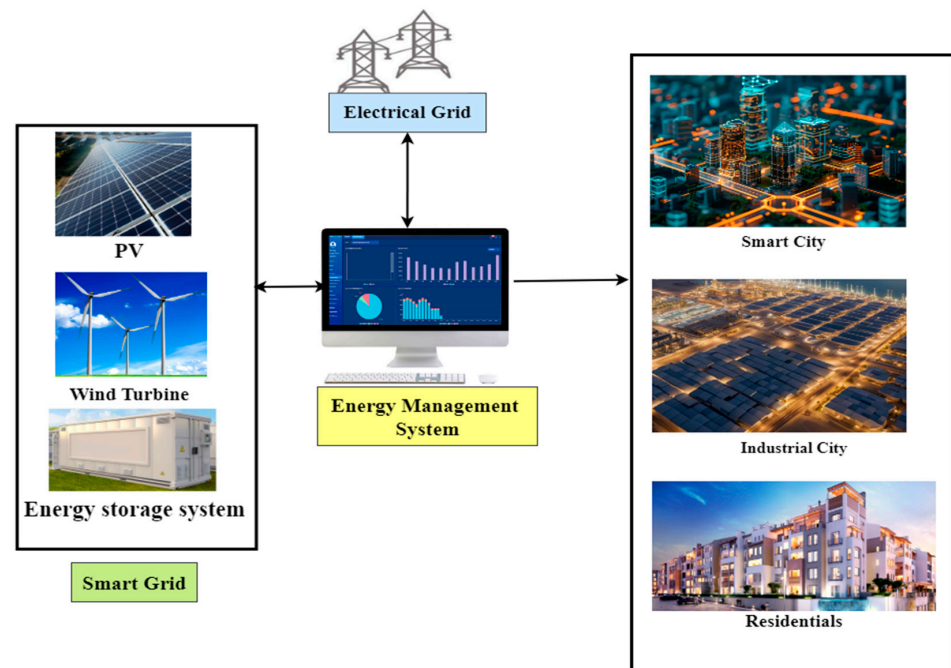 Electrical Grid
PV
Wind Turbine
Energy storage system
Smart Grid
Energy Management
System
Smart City
Industrial City
Residentials